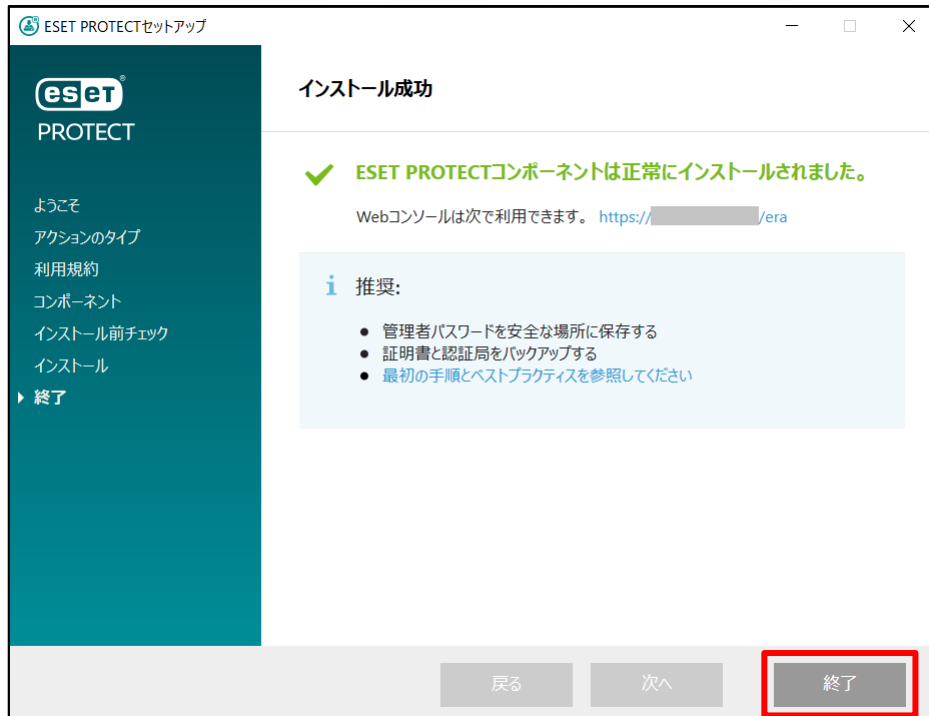 ESET PROTECTセットアップ
eset®
PROTECT
ようこそ
アクションのタイプ
利用規約
コンポーネント
インストール前チェック
インストール
終了
インストール成功
ESET PROTECTコンポーネントは正常にインストールされました。
Webコンソールは次で利用できます。 https:// /era
i 推奨:
● 管理者パスワードを安全な場所に保存する
● 証明書と認証局をバックアップする
● 最初の手順とベストプラクティスを参照してください
戻る
次へ
終了